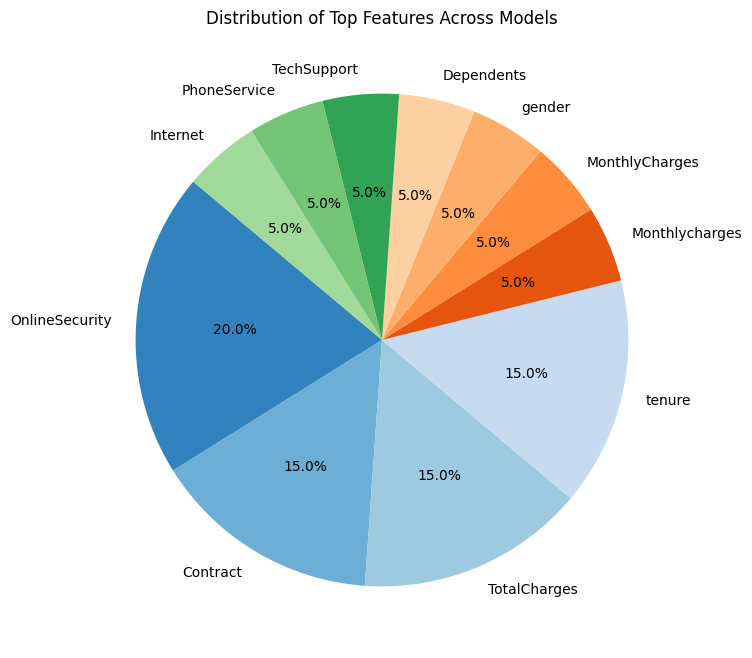 Distribution of Top Features Across Models
TechSupport
Dependents
PhoneService
gender
Internet
MonthlyCharges
Monthlycharges
5.0%
5.0%
5.0%
5.0%
5.0%
5.0%
5.0%
OnlineSecurity
20.0%
15.0%
tenure
15.0%
15.0%
Contract
TotalCharges